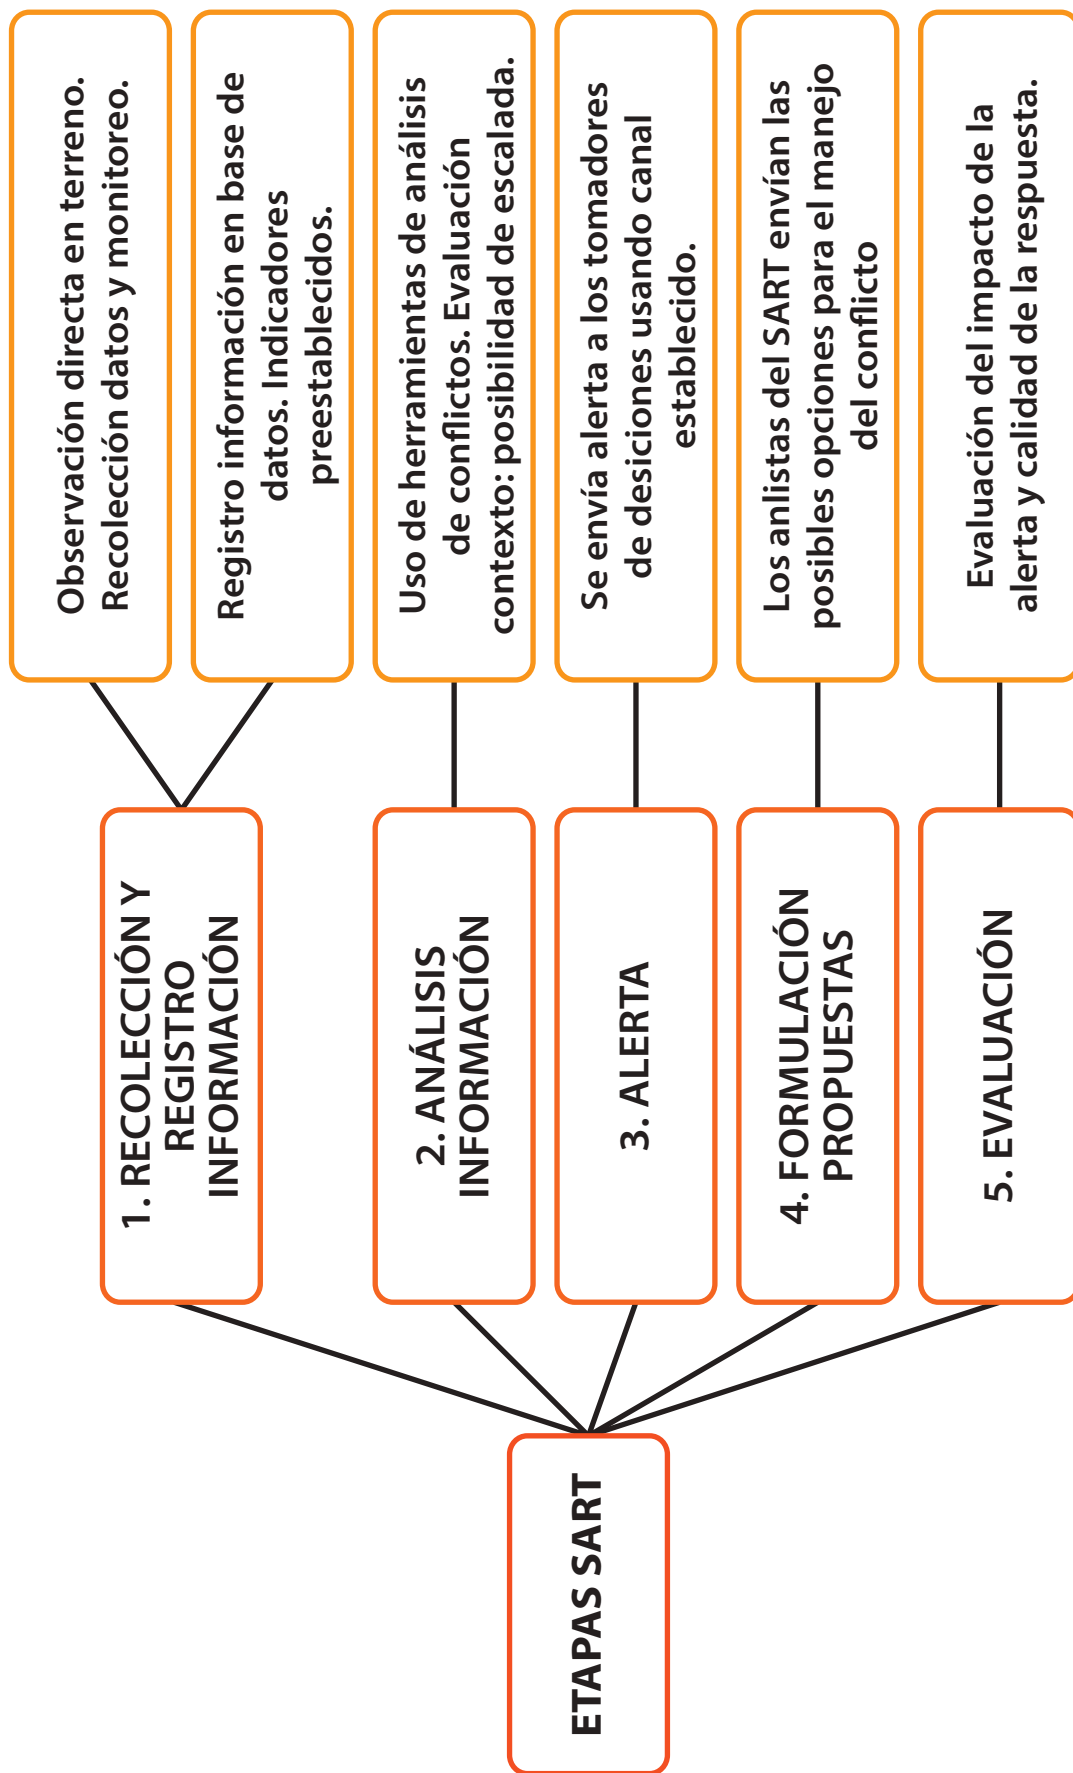 ETAPAS SART
1. RECOLECCIÓN Y
REGISTRO
INFORMACIÓN
Observación directa en terreno.
Recolección datos y monitoreo.
Registro información en base de
datos. Indicadores
preestablecidos.
2. ANÁLISIS
INFORMACIÓN
Uso de herramientas de análisis
de conflictos. Evaluación
contexto: posibilidad de escalada.
3. ALERTA
Se envía alerta a los tomadores
de desiciones usando canal
establecido.
4. FORMULACIÓN
PROPUESTAS
Los anlistas del SART envían las
posibles opciones para el manejo
del conflicto
5. EVALUACIÓN
Evaluación del impacto de la
alerta y calidad de la respuesta.